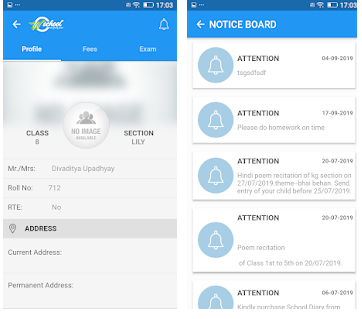 17:03
school
Profile Fees Exam
NO IMAGE
AVAILABLE
CLASS
8
SECTION
LILY
Mr./Mrs: Divaditya Upadhyay
Roll No: 712
RTE: No
ADDRESS
Current Address:
Permanent Address:
17:03
NOTICE BOARD
ATTENTION 04-09-2019
tsgsdfsdf
ATTENTION 17-09-2019
Please do homework on time
ATTENTION 20-07-2019
Hindi poem recitation of kg section on
27/07/2019.theme-bhai behan. Send
entry of your child before 25/07/2019.
ATTENTION 20-07-2019
Poem recitation
of Class 1st to 5th on 20/07/2019.
ATTENTION 06-07-2019
Kindly purchase School Diary from